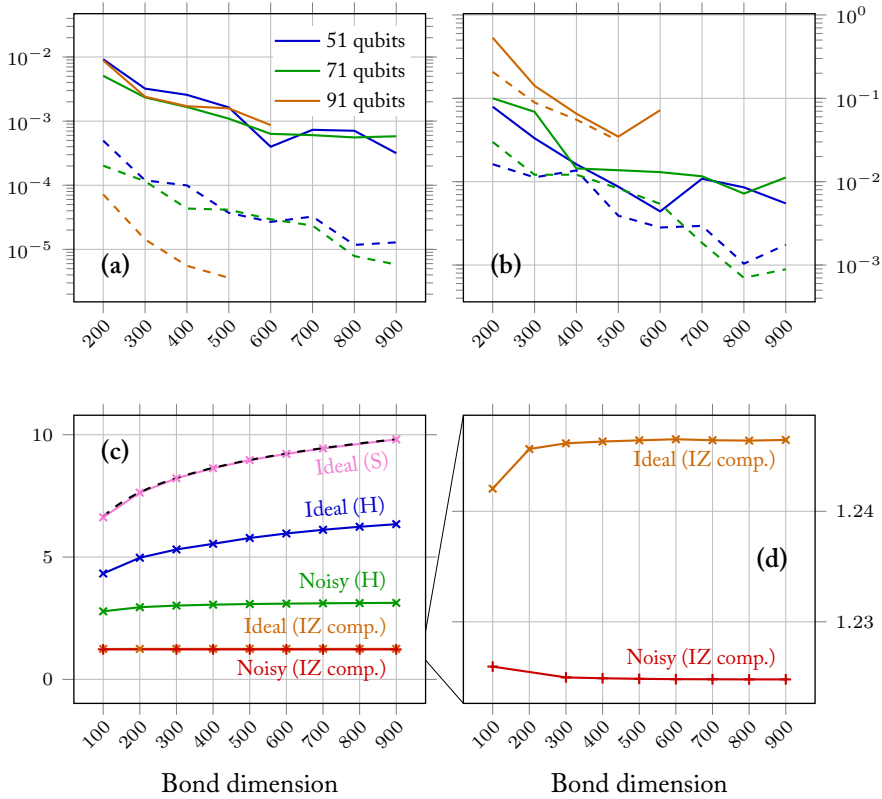 10^0
10^{-2} 51 qubits
71 qubits
91 qubits 10^{-1}
10^{-3}
10^{-4} 10^{-2}
10^{-5}
(a) (b) 10^{-3}
200 300 400 500 600 700 800 900
200 300 400 500 600 700 800 900
10 (c)
Ideal (S)
Ideal (IZ comp.)
Ideal (H)
1.24
5
(d)
Noisy (H)
Ideal (IZ comp.)
1.23
Noisy (IZ comp.)
Noisy (IZ comp.)
0
100 200 300 400 500 600 700 800 900
100 200 300 400 500 600 700 800 900
Bond dimension
Bond dimension